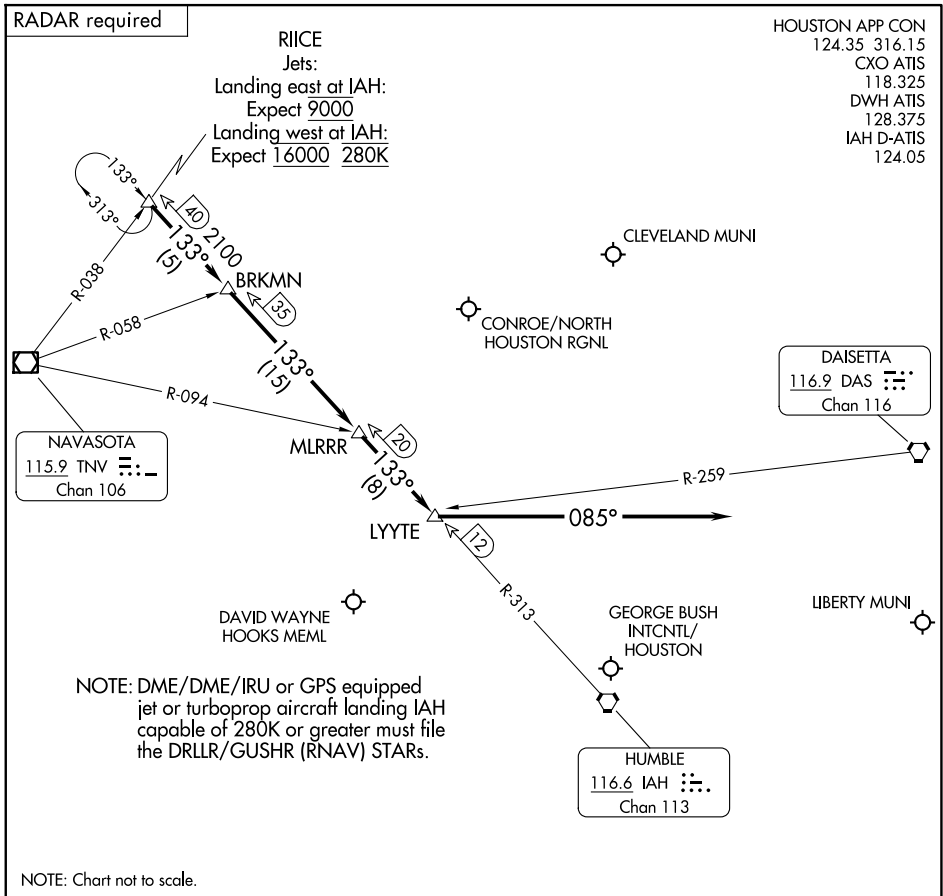 RADAR required
HOUSTON APP CON
124.35 316.15
CXO ATIS
118.325
DWH ATIS
128.375
IAH D-ATIS
124.05
RIICE
Jets:
Landing east at IAH:
Expect 9000
Landing west at IAH:
Expect 16000 280K
133°
313°
40
2100
133°
(5)
R-038
CLEVELAND MUNI
BRKMN
35
R-058
CONROE/NORTH
HOUSTON RGNL
133°
(15)
DAISETTA
116.9 DAS
Chan 116
R-094
NAVASOTA
115.9 TNV
Chan 106
MLRRR
20
133°
(8)
R-259
LYYTE
085°
12
R-313
DAVID WAYNE
HOOKS MEML
GEORGE BUSH
INTCNTL/
HOUSTON
LIBERTY MUNI
NOTE: DME/DME/IRU or GPS equipped
jet or turboprop aircraft landing IAH
capable of 280K or greater must file
the DRLLR/GUSHR (RNAV) STARs.
HUMBLE
116.6 IAH
Chan 113
NOTE: Chart not to scale.